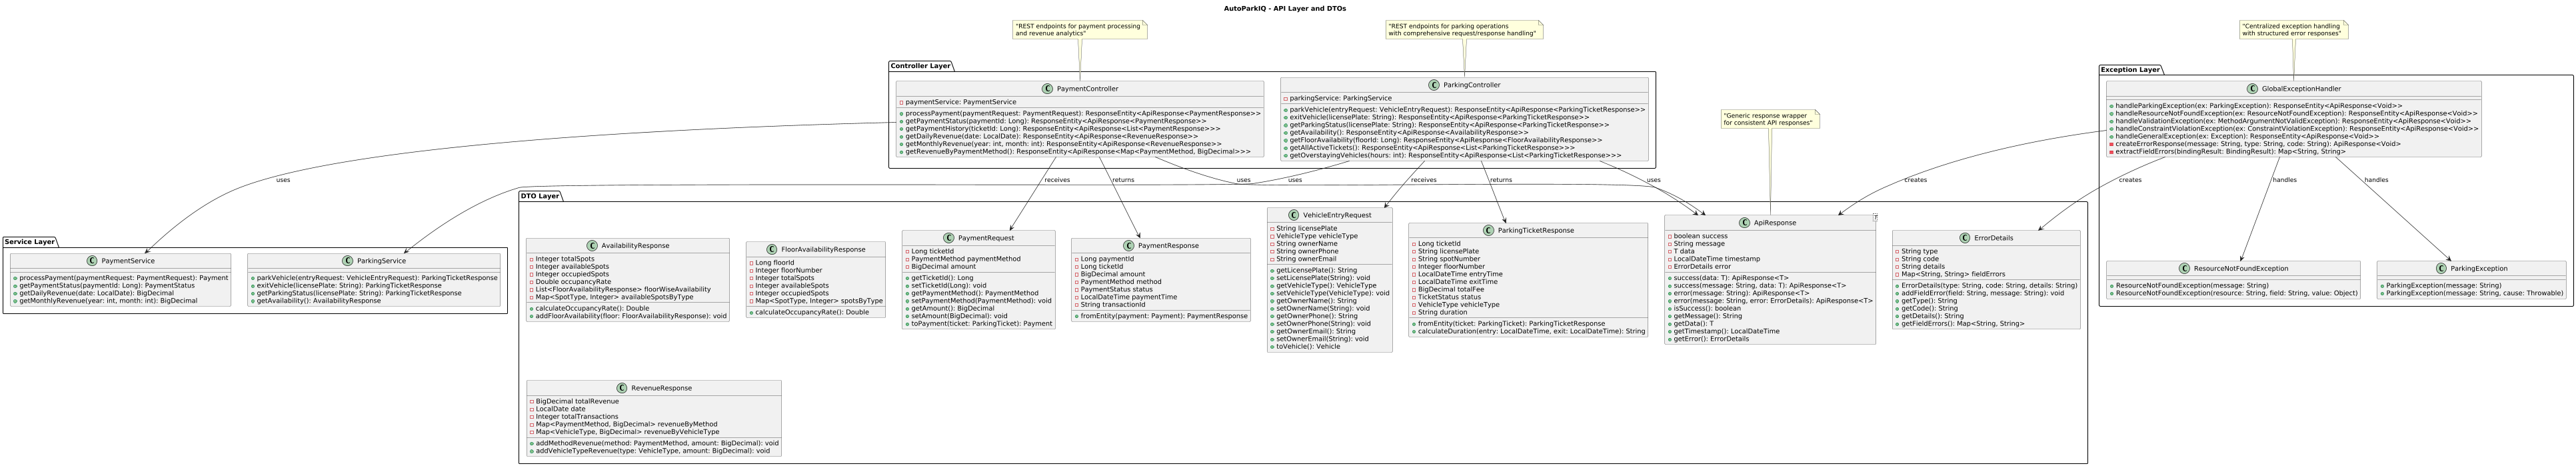 AutoParkIQ - API Layer and DTOs
"REST endpoints for payment processing
and revenue analytics"
"REST endpoints for parking operations
with comprehensive request/response handling"
"Centralized exception handling
with structured error responses"
Controller Layer
C PaymentController
paymentService: PaymentService
processPayment(paymentRequest: PaymentRequest): ResponseEntity<ApiResponse<PaymentResponse>>
getPaymentStatus(paymentId: Long): ResponseEntity<ApiResponse<PaymentResponse>>
getPaymentHistory(ticketId: Long): ResponseEntity<ApiResponse<List<PaymentResponse>>>
getDailyRevenue(date: LocalDate): ResponseEntity<ApiResponse<RevenueResponse>>
getMonthlyRevenue(year: int, month: int): ResponseEntity<ApiResponse<RevenueResponse>>
getRevenueByPaymentMethod(): ResponseEntity<ApiResponse<Map<PaymentMethod, BigDecimal>>>
C ParkingController
parkingService: ParkingService
parkVehicle(entryRequest: VehicleEntryRequest): ResponseEntity<ApiResponse<ParkingTicketResponse>>
exitVehicle(licensePlate: String): ResponseEntity<ApiResponse<ParkingTicketResponse>>
getParkingStatus(licensePlate: String): ResponseEntity<ApiResponse<ParkingTicketResponse>>
getAvailability(): ResponseEntity<ApiResponse<AvailabilityResponse>>
getFloorAvailability(floorId: Long): ResponseEntity<ApiResponse<FloorAvailabilityResponse>>
getAllActiveTickets(): ResponseEntity<ApiResponse<List<ParkingTicketResponse>>>
getOverstayingVehicles(hours: int): ResponseEntity<ApiResponse<List<ParkingTicketResponse>>>
Exception Layer
C GlobalExceptionHandler
handleParkingException(ex: ParkingException): ResponseEntity<ApiResponse<Void>>
handleResourceNotFoundException(ex: ResourceNotFoundException): ResponseEntity<ApiResponse<Void>>
handleValidationException(ex: MethodArgumentNotValidException): ResponseEntity<ApiResponse<Void>>
handleConstraintViolationException(ex: ConstraintViolationException): ResponseEntity<ApiResponse<Void>>
handleGeneralException(ex: Exception): ResponseEntity<ApiResponse<Void>>
createErrorResponse(message: String, type: String, code: String): ApiResponse<Void>
extractFieldErrors(bindingResult: BindingResult): Map<String, String>
"Generic response wrapper
for consistent API responses"
uses
receives
returns
uses
uses
receives
returns
uses
creates
creates
handles
handles
Service Layer
C PaymentService
processPayment(paymentRequest: PaymentRequest): Payment
getPaymentStatus(paymentId: Long): PaymentStatus
getDailyRevenue(date: LocalDate): BigDecimal
getMonthlyRevenue(year: int, month: int): BigDecimal
C ParkingService
parkVehicle(entryRequest: VehicleEntryRequest): ParkingTicketResponse
exitVehicle(licensePlate: String): ParkingTicketResponse
getParkingStatus(licensePlate: String): ParkingTicketResponse
getAvailability(): AvailabilityResponse
DTO Layer
C AvailabilityResponse
Integer totalSpots
Integer availableSpots
Integer occupiedSpots
Double occupancyRate
List<FloorAvailabilityResponse> floorWiseAvailability
Map<SpotType, Integer> availableSpotsByType
calculateOccupancyRate(): Double
addFloorAvailability(floor: FloorAvailabilityResponse): void
C FloorAvailabilityResponse
Long floorId
Integer floorNumber
Integer totalSpots
Integer availableSpots
Integer occupiedSpots
Map<SpotType, Integer> spotsByType
calculateOccupancyRate(): Double
C PaymentRequest
Long ticketId
PaymentMethod paymentMethod
BigDecimal amount
getTicketId(): Long
setTicketId(Long): void
getPaymentMethod(): PaymentMethod
setPaymentMethod(PaymentMethod): void
getAmount(): BigDecimal
setAmount(BigDecimal): void
toPayment(ticket: ParkingTicket): Payment
C PaymentResponse
Long paymentId
Long ticketId
BigDecimal amount
PaymentMethod method
PaymentStatus status
LocalDateTime paymentTime
String transactionId
fromEntity(payment: Payment): PaymentResponse
C VehicleEntryRequest
String licensePlate
VehicleType vehicleType
String ownerName
String ownerPhone
String ownerEmail
getLicensePlate(): String
setLicensePlate(String): void
getVehicleType(): VehicleType
setVehicleType(VehicleType): void
getOwnerName(): String
setOwnerName(String): void
getOwnerPhone(): String
setOwnerPhone(String): void
getOwnerEmail(): String
setOwnerEmail(String): void
toVehicle(): Vehicle
C ParkingTicketResponse
Long ticketId
String licensePlate
String spotNumber
Integer floorNumber
LocalDateTime entryTime
LocalDateTime exitTime
BigDecimal totalFee
TicketStatus status
VehicleType vehicleType
String duration
fromEntity(ticket: ParkingTicket): ParkingTicketResponse
calculateDuration(entry: LocalDateTime, exit: LocalDateTime): String
C ApiResponse
T
boolean success
String message
T data
LocalDateTime timestamp
ErrorDetails error
success(data: T): ApiResponse<T>
success(message: String, data: T): ApiResponse<T>
error(message: String): ApiResponse<T>
error(message: String, error: ErrorDetails): ApiResponse<T>
isSuccess(): boolean
getMessage(): String
getData(): T
getTimestamp(): LocalDateTime
getError(): ErrorDetails
C ErrorDetails
String type
String code
String details
Map<String, String> fieldErrors
ErrorDetails(type: String, code: String, details: String)
addFieldError(field: String, message: String): void
getType(): String
getCode(): String
getDetails(): String
getFieldErrors(): Map<String, String>
C ResourceNotFoundException
ResourceNotFoundException(message: String)
ResourceNotFoundException(resource: String, field: String, value: Object)
C ParkingException
ParkingException(message: String)
ParkingException(message: String, cause: Throwable)
C RevenueResponse
BigDecimal totalRevenue
LocalDate date
Integer totalTransactions
Map<PaymentMethod, BigDecimal> revenueByMethod
Map<VehicleType, BigDecimal> revenueByVehicleType
addMethodRevenue(method: PaymentMethod, amount: BigDecimal): void
addVehicleTypeRevenue(type: VehicleType, amount: BigDecimal): void